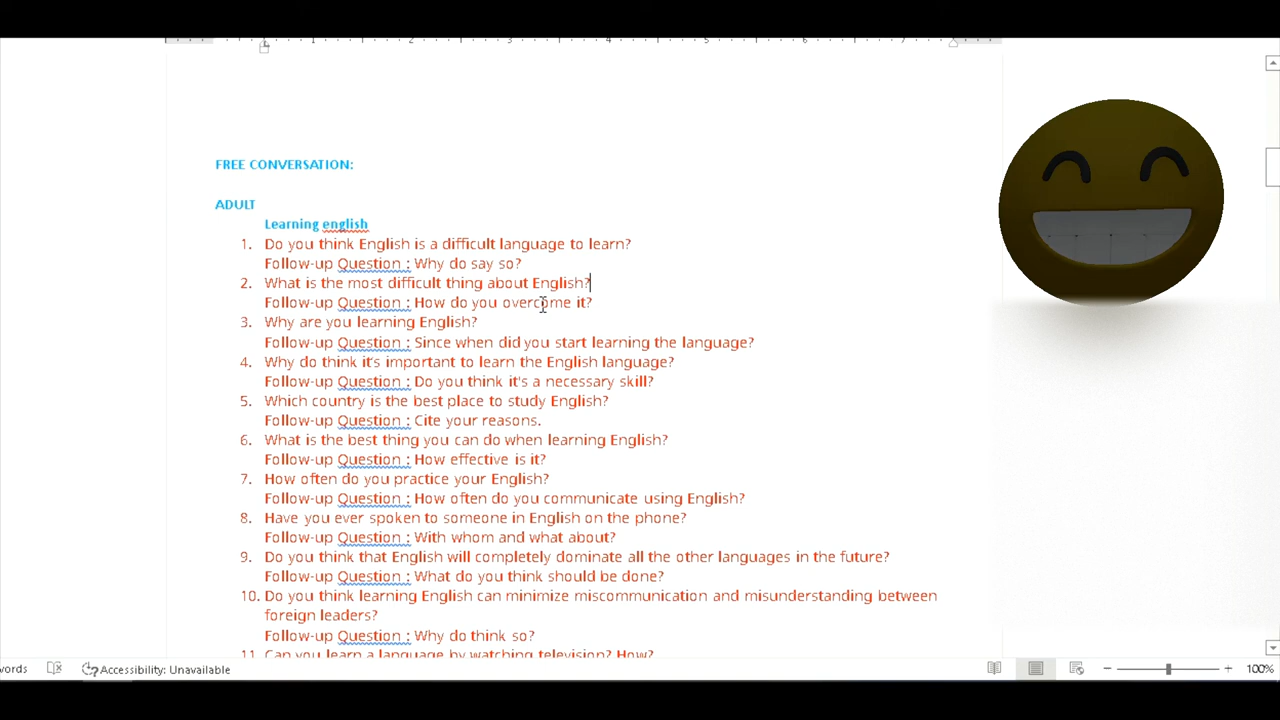 FREE CONVERSATION:
ADULT
Learning english
1. Do you think English is a difficult language to learn?
Follow-up Question : Why do say so?
2. What is the most difficult thing about English?
Follow-up Question : How do you overcome it?
3. Why are you learning English?
Follow-up Question : Since when did you start learning the language?
4. Why do think it's important to learn the English language?
Follow-up Question : Do you think it's a necessary skill?
5. Which country is the best place to study English?
Follow-up Question : Cite your reasons.
6. What is the best thing you can do when learning English?
Follow-up Question : How effective is it?
7. How often do you practice your English?
Follow-up Question : How often do you communicate using English?
8. Have you ever spoken to someone in English on the phone?
Follow-up Question : With whom and what about?
9. Do you think that English will completely dominate all the other languages in the future?
Follow-up Question : What do you think should be done?
10. Do you think learning English can minimize miscommunication and misunderstanding between
foreign leaders?
Follow-up Question : Why do think so?
11. Can you learn a language by watching television? How?
words Accessibility: Unavailable 100%